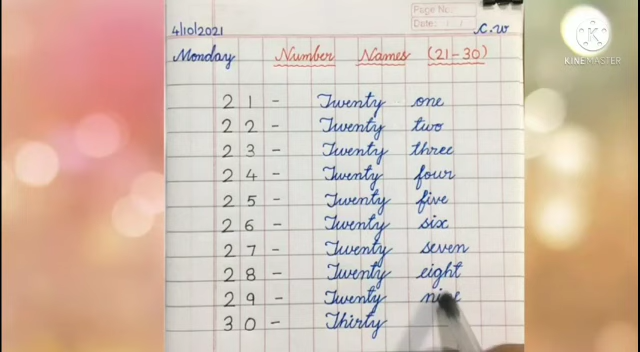 Page No.:
Date: / /
4/10/2021 C.W
Monday Number Names (21-30)
21 - Twenty one
22 - Twenty two
23 - Twenty three
24 - Twenty four
25 - Twenty five
26 - Twenty six
27 - Twenty seven
28 - Twenty eight
29 - Twenty nine
30 - Thirty
KINEMASTER